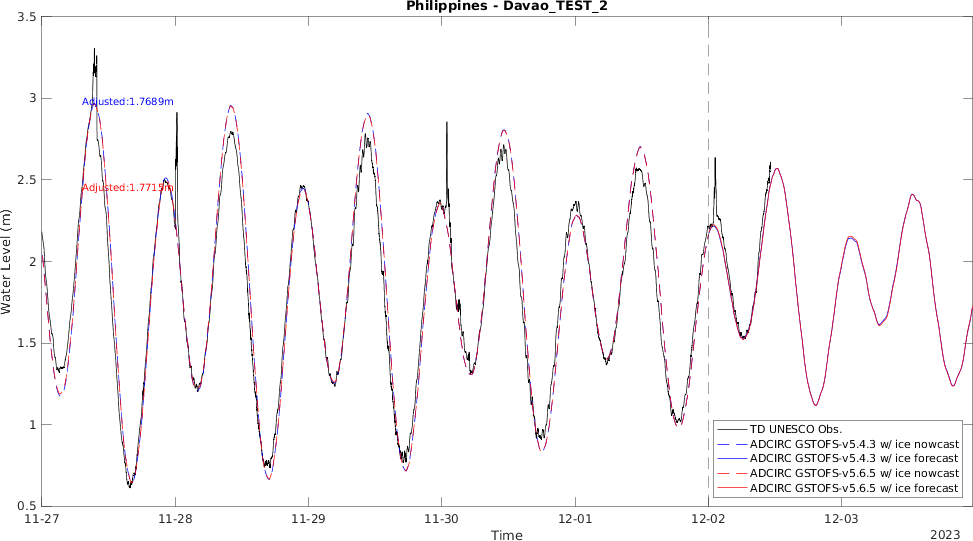 Philippines - Davao_TEST_2
3.5
3
2.5
2
1.5
1
0.5
Water Level (m)
Adjusted:1.7689m
Adjusted:1.7715m
TD UNESCO Obs.
ADCIRC GSTOFS-v5.4.3 w/ ice nowcast
ADCIRC GSTOFS-v5.4.3 w/ ice forecast
ADCIRC GSTOFS-v5.6.5 w/ ice nowcast
ADCIRC GSTOFS-v5.6.5 w/ ice forecast
11-27 11-28 11-29 11-30 12-01 12-02 12-03
Time
2023